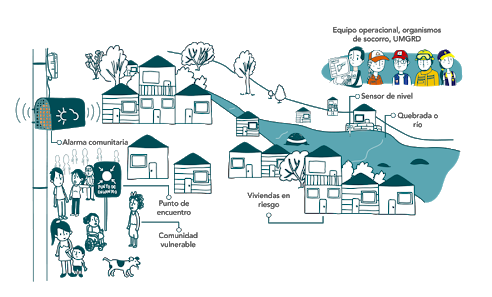 Equipo operacional, organismos
de socorro, UMGRD
Sensor de nivel
Quebrada o
río
Alarma comunitaria
PUNTO DE
ENCUENTRO
Punto de
encuentro
Viviendas en
riesgo
Comunidad
vulnerable